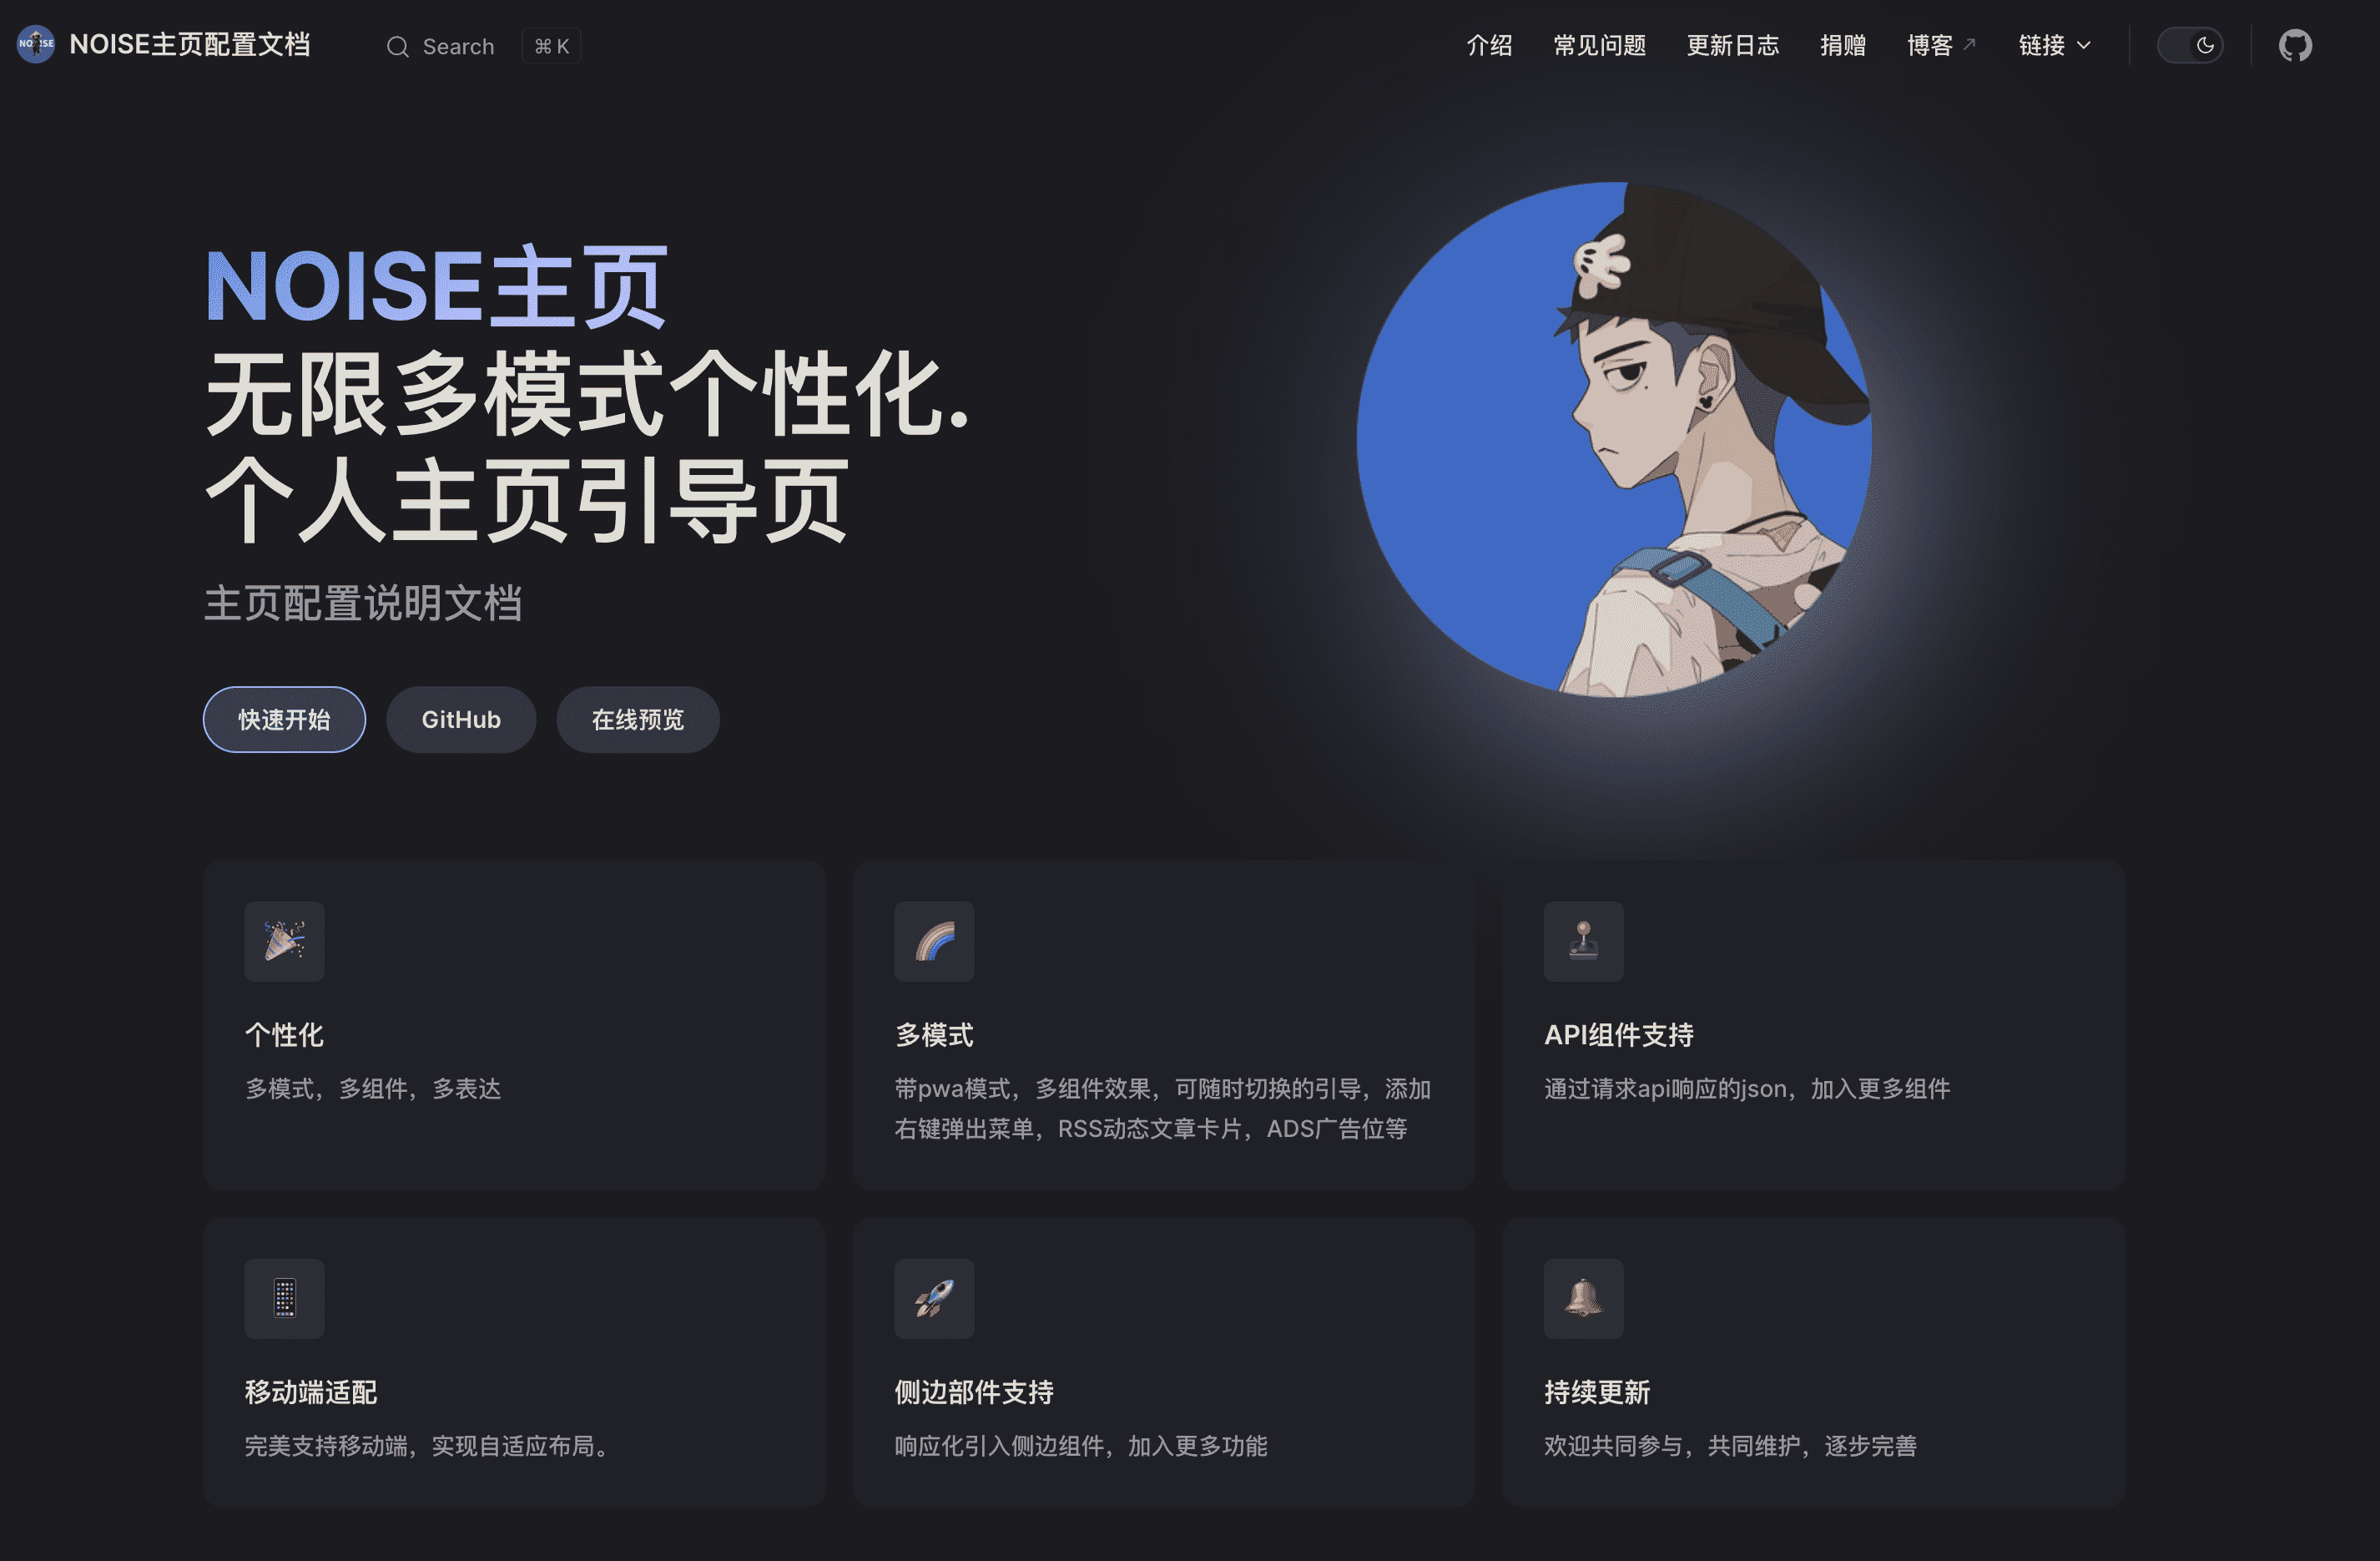 NOISE
NOISE主页配置文档
Search
⌘ K
介绍
常见问题
更新日志
捐赠
博客
链接
NOISE主页
无限多模式个性化.
个人主页引导页
主页配置说明文档
快速开始
GitHub
在线预览
个性化
多模式，多组件，多表达
多模式
带pwa模式，多组件效果，可随时切换的引导，添加
右键弹出菜单，RSS动态文章卡片，ADS广告位等
API组件支持
通过请求api响应的json，加入更多组件
移动端适配
完美支持移动端，实现自适应布局。
侧边部件支持
响应化引入侧边组件，加入更多功能
持续更新
欢迎共同参与，共同维护，逐步完善